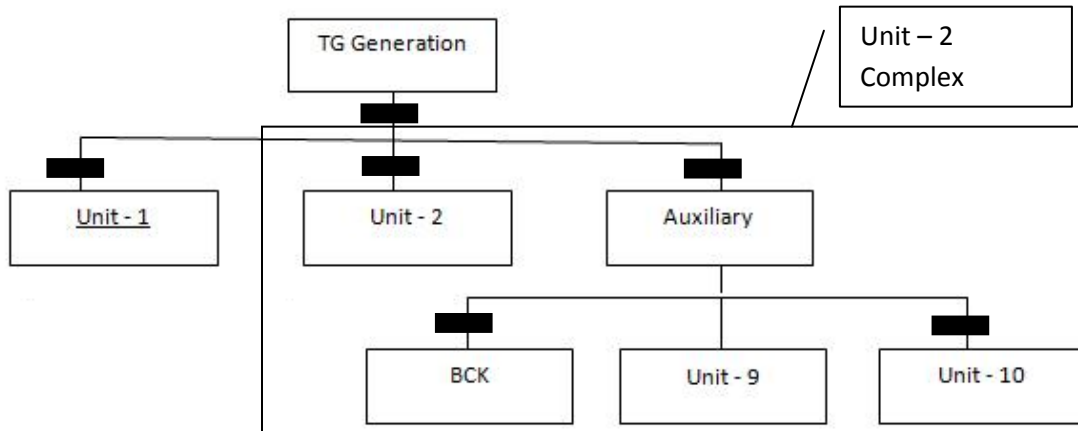 TG Generation
Unit – 2
Complex
Unit - 1
Unit - 2
Auxiliary
BCK
Unit - 9
Unit - 10